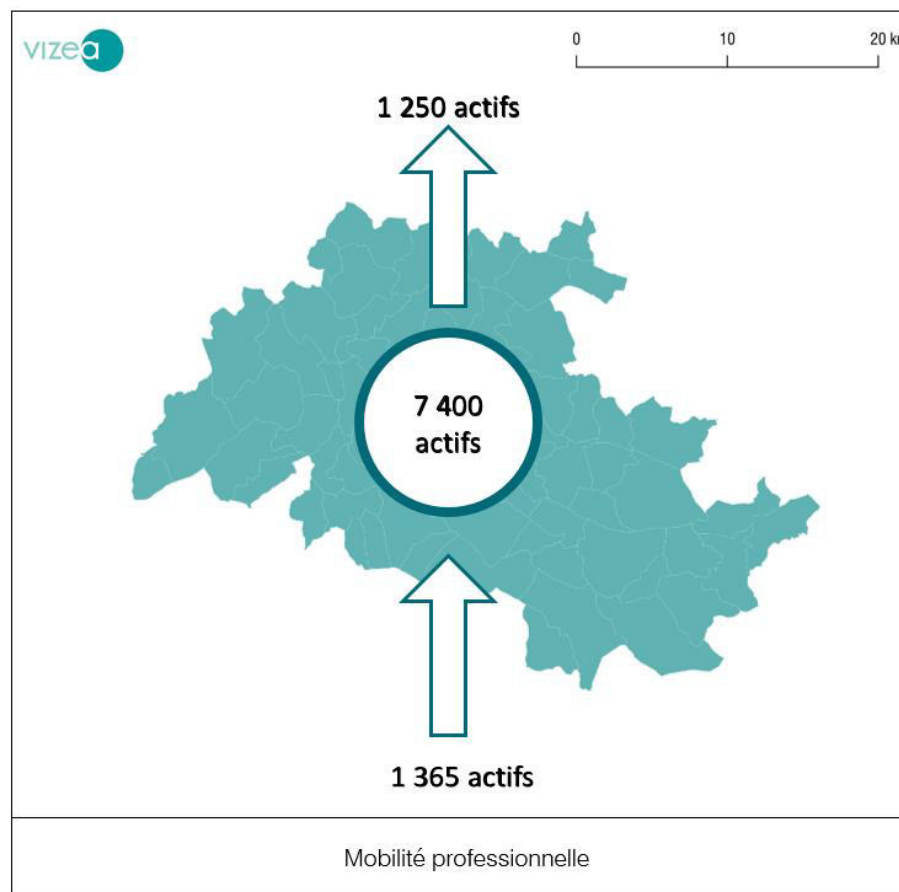 vizea
0 10 20 km
1 250 actifs
7 400
actifs
1 365 actifs
Mobilité professionnelle